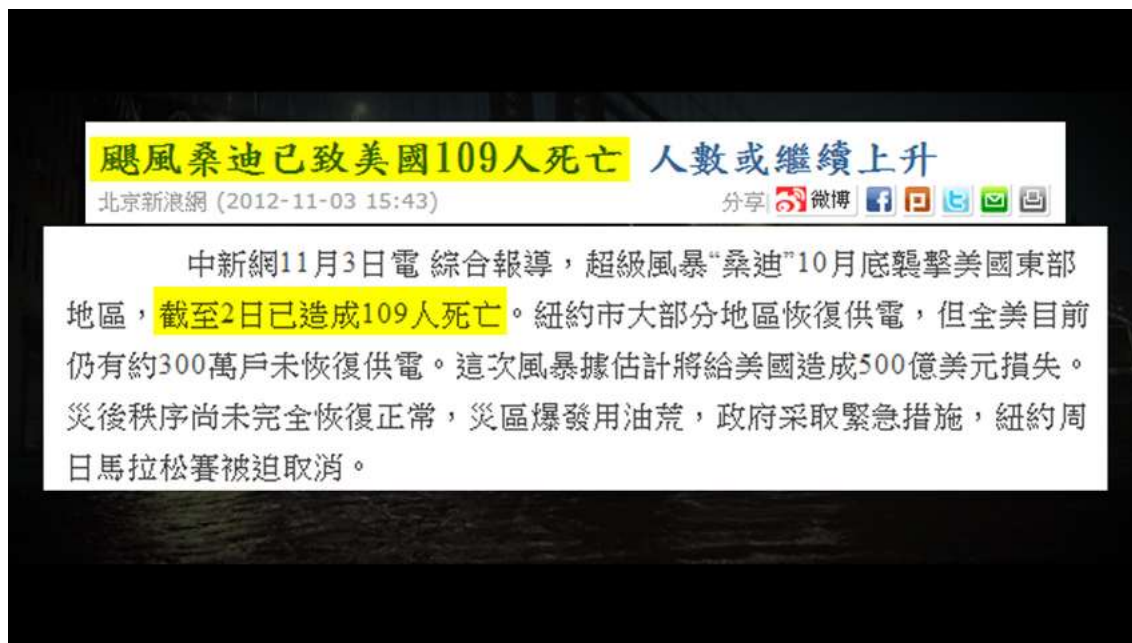 颶風桑迪已致美國109人死亡 人數或繼續上升
北京新浪網 (2012-11-03 15:43) 分享 微博
中新網11月3日電 綜合報導，超級風暴“桑迪”10月底襲擊美國東部
地區，截至2日已造成109人死亡。紐約市大部分地區恢復供電，但全美目前
仍有約300萬戶未恢復供電。這次風暴據估計將給美國造成500億美元損失。
災後秩序尚未完全恢復正常，災區爆發用油荒，政府采取緊急措施，紐約周
日馬拉松賽被迫取消。